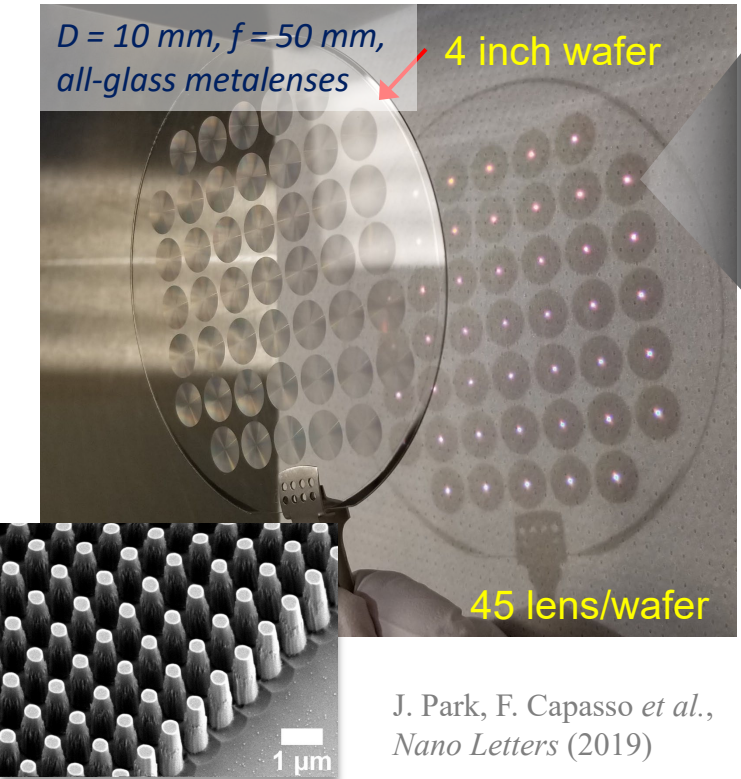 D = 10 mm, f = 50 mm,
all-glass metalenses
4 inch wafer
45 lens/wafer
1 μm
J. Park, F. Capasso et al.,
Nano Letters (2019)